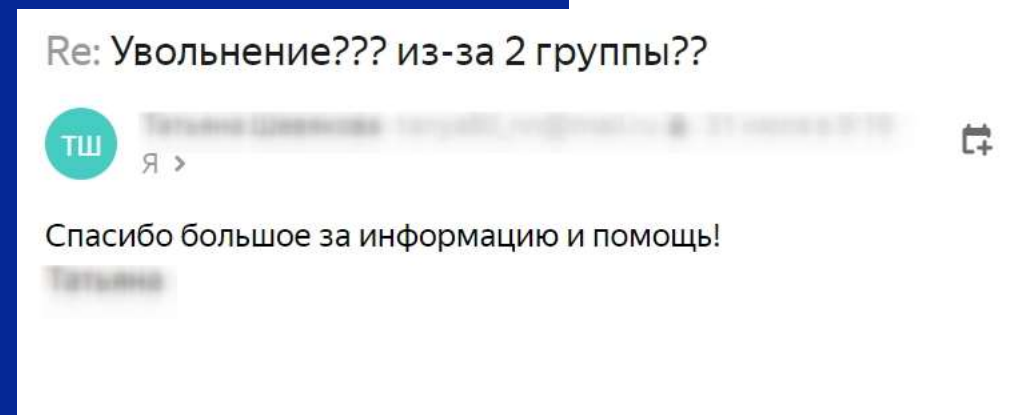 Re: Увольнение??? из-за 2 группы??
ТШ
Я >
Спасибо большое за информацию и помощь!